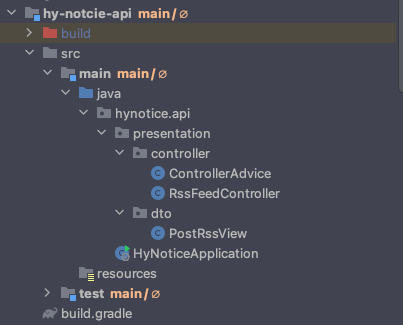 hy-notcie-api main / ∅
build
src
main main / ∅
java
hynotice.api
presentation
controller
ControllerAdvice
RssFeedController
dto
PostRssView
HyNoticeApplication
resources
test main / ∅
build.gradle